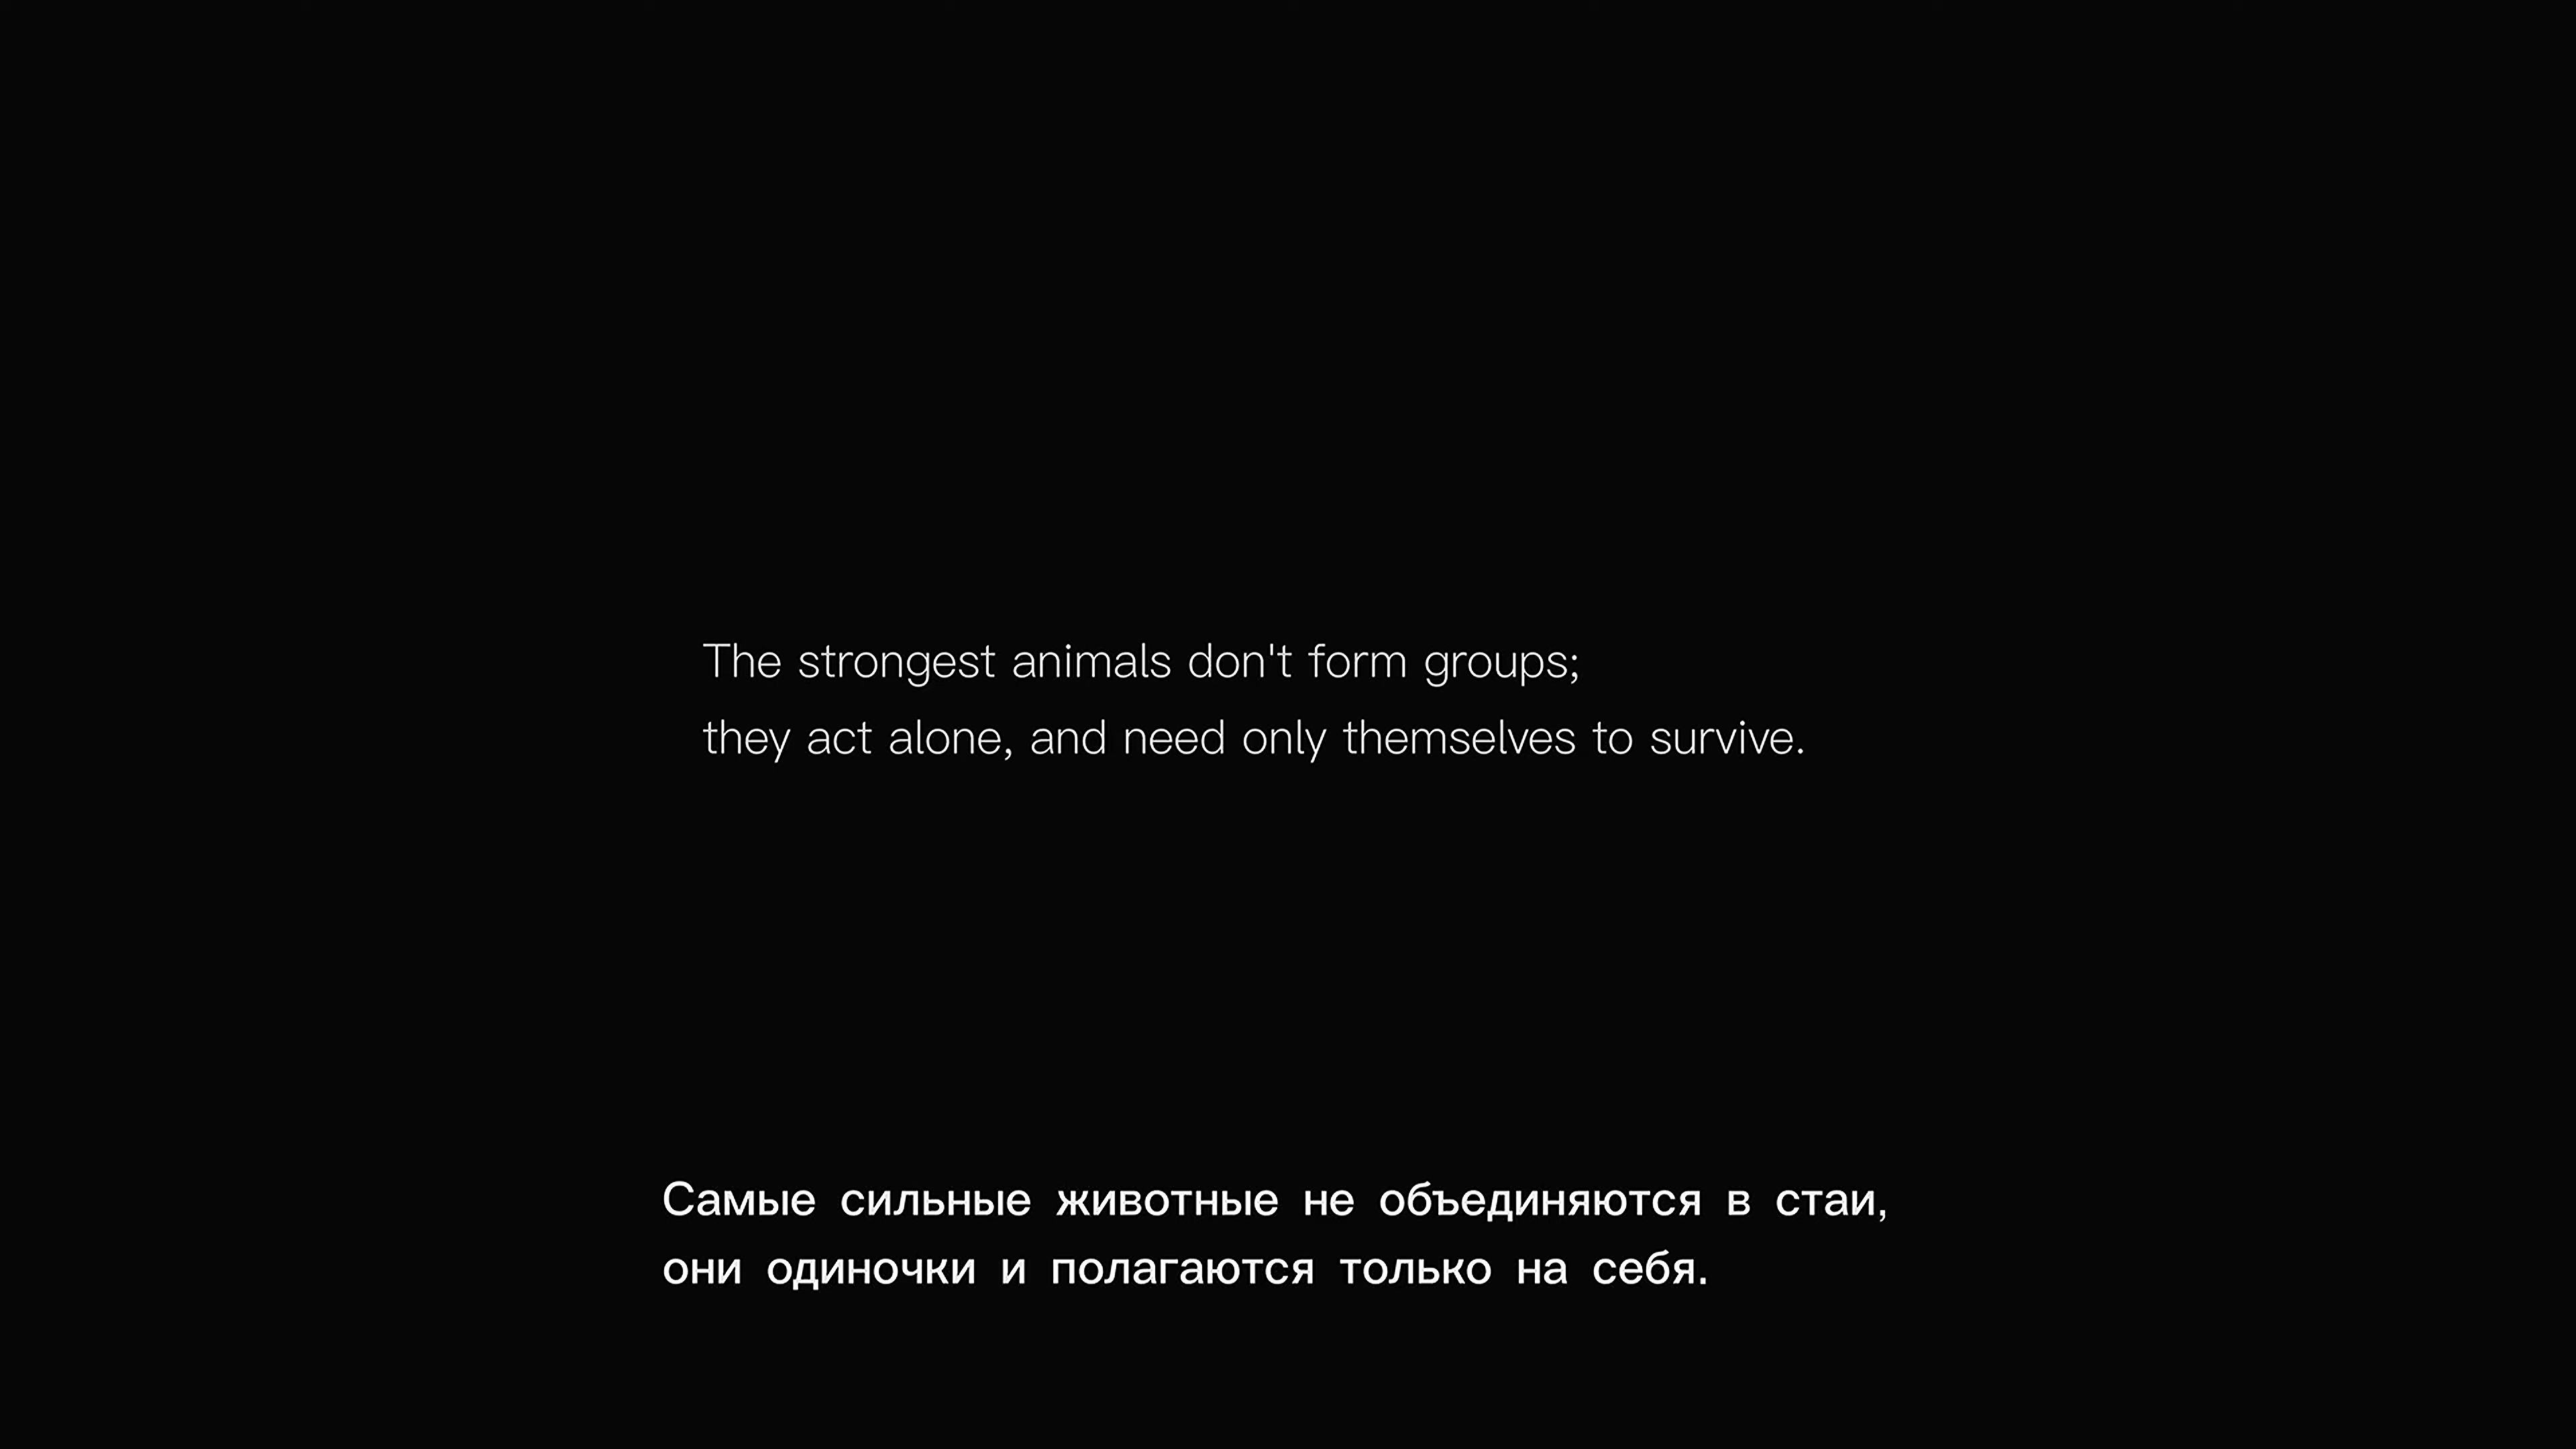 The strongest animals don't form groups;
they act alone, and need only themselves to survive.
Самые сильные животные не объединяются в стаи,
они одиночки и полагаются только на себя.